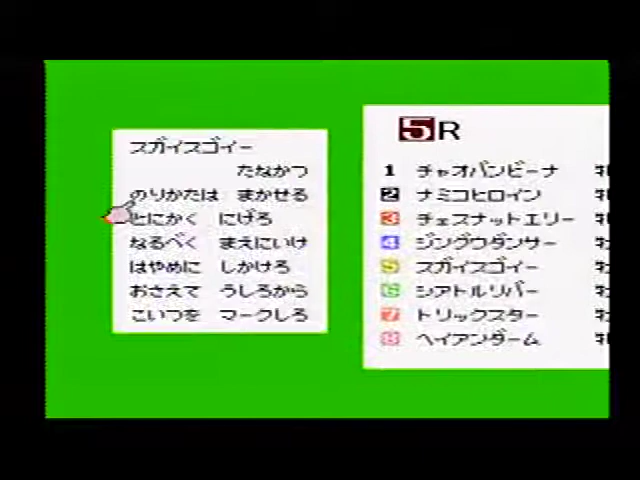 スガイスゴイー
たなかつ
のりかたは まかせる
とにかく にげろ
なるべく まえにいけ
はやめに しかけろ
おさえて うしろから
こいつを マークしろ
5R
1 チャオバンビーナ
2 ナミコヒロイン
3 チェスナットエリー
4 ジングウダンサー
5 スガイスゴイー
6 シアトルリバー
7 トリックスター
8 ヘイアンダーム